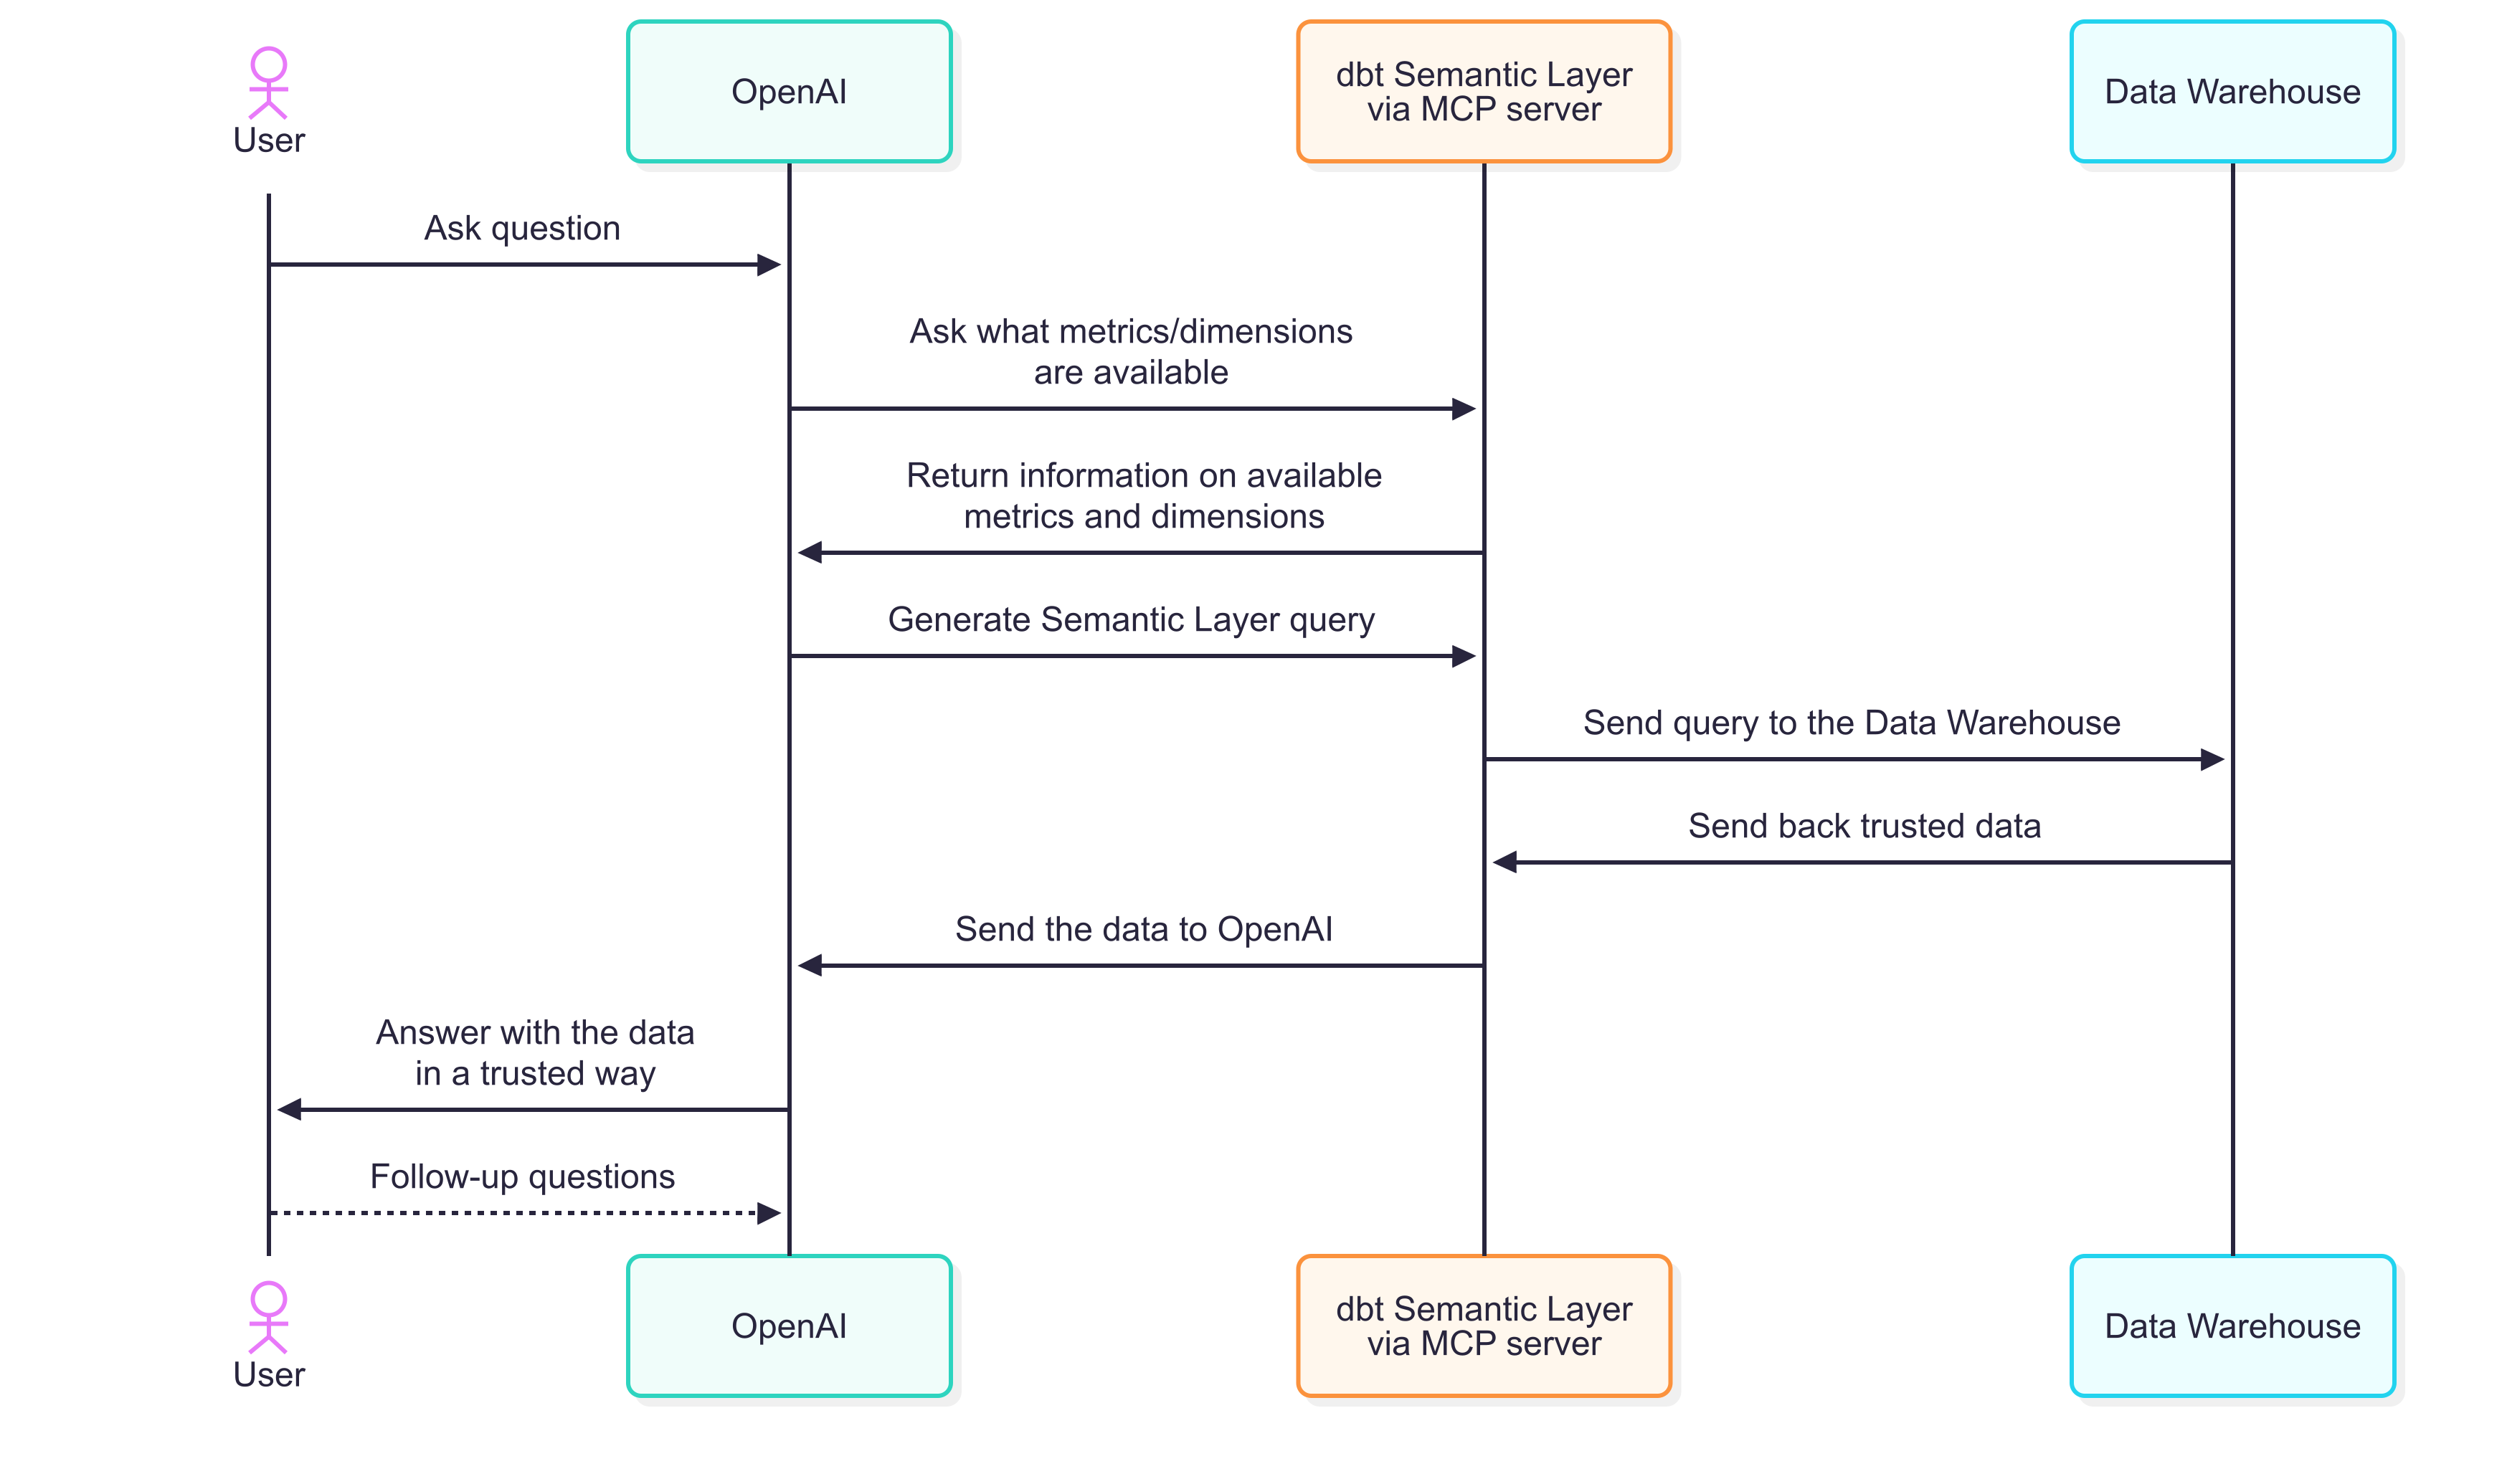 User
OpenAI
dbt Semantic Layer
via MCP server
Data Warehouse
Ask question
Ask what metrics/dimensions
are available
Return information on available
metrics and dimensions
Generate Semantic Layer query
Send query to the Data Warehouse
Send back trusted data
Send the data to OpenAI
Answer with the data
in a trusted way
Follow-up questions
User
OpenAI
dbt Semantic Layer
via MCP server
Data Warehouse